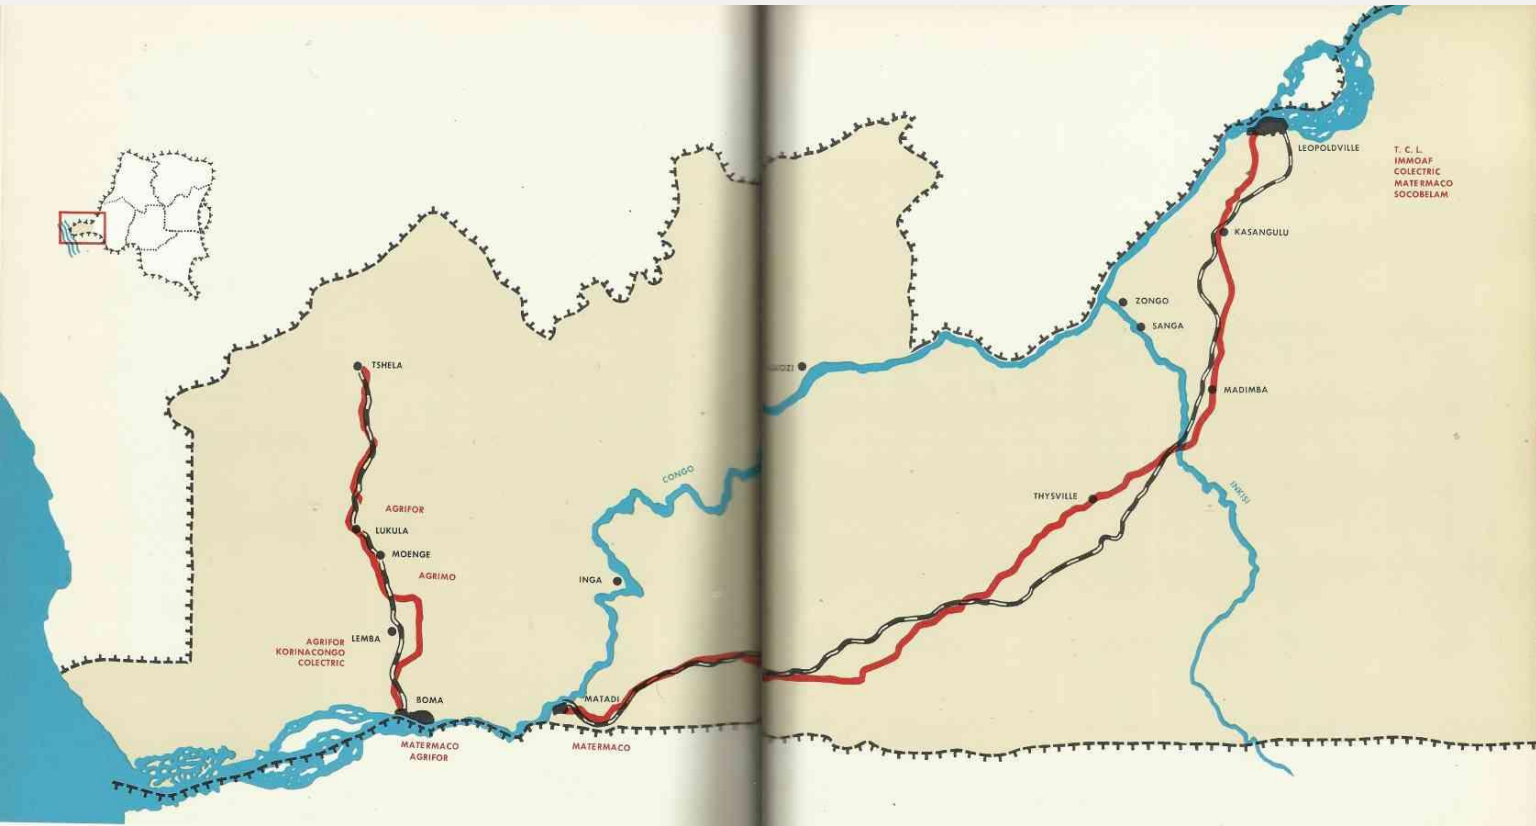 TSHELA
AGRIFOR
LUKULA
MOENGE
AGRIMO
LEMBA
AGRIFOR
KORINACONGO
COLECTRIC
BOMA
MATERMACO
AGRIFOR
CONGO
INGA
MATADI
MATERMACO
LEOPOLDVILLE
T. C. L.
IMMOAF
COLECTRIC
MATERMACO
SOCOBELAM
KASANGULU
ZONGO
SANGA
MADIMBA
THYSVILLE
INKISI